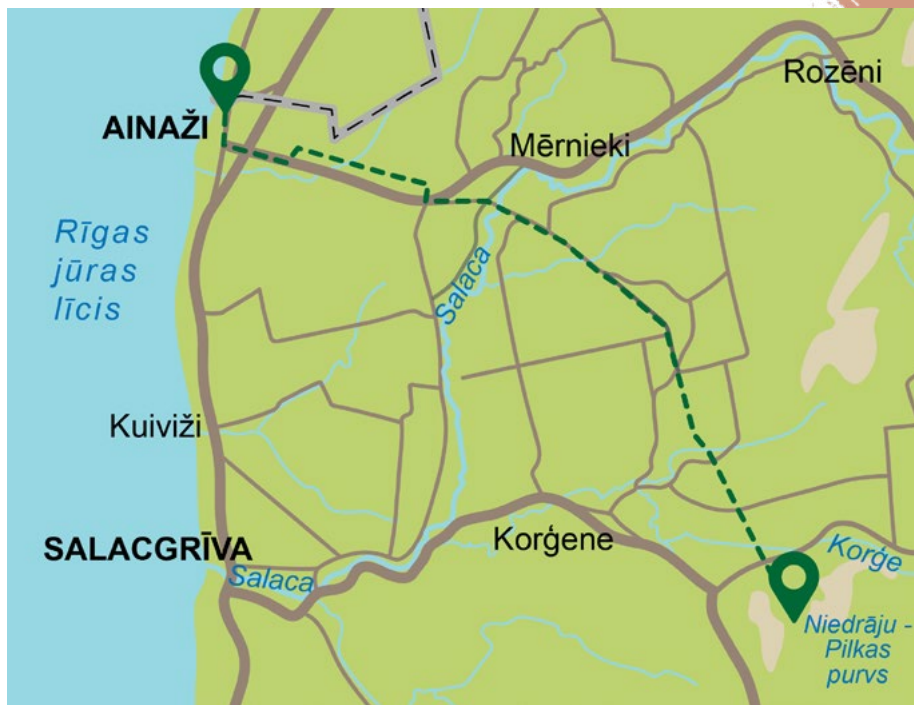 Rozēni
AINAŽI
Mērnieki
Rīgas
jūras
līcis
Salaca
Kuiviži
SALACGRĪVA
Korģene
Korģe
Salaca
Niedrāju -
Pilkas
purvs